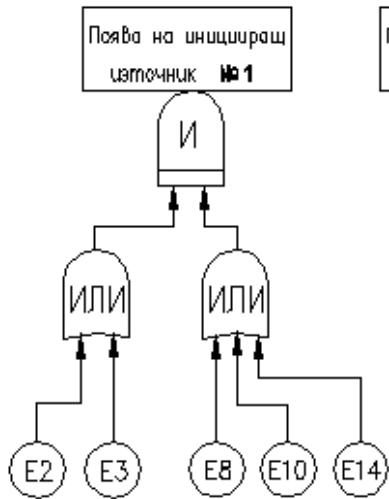 Поява на иницииращ
източник №1
И
ИЛИ ИЛИ
E2 E3 E8 E10 E14